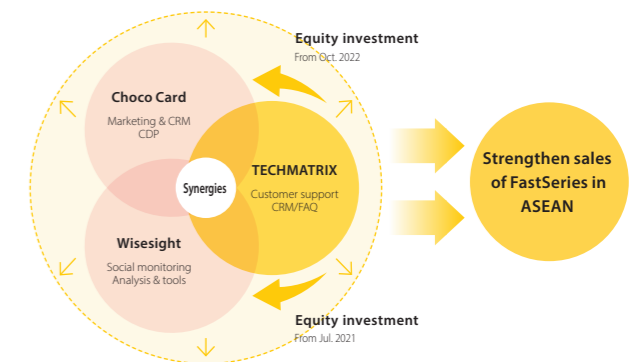 Equity investment
From Oct. 2022
Choco Card
Marketing & CRM
CDP
TECHMATRIX
Customer support
CRM/FAQ
Synergies
Wisesight
Social monitoring
Analysis & tools
Equity investment
From Jul. 2021
Strengthen sales
of FastSeries in
ASEAN